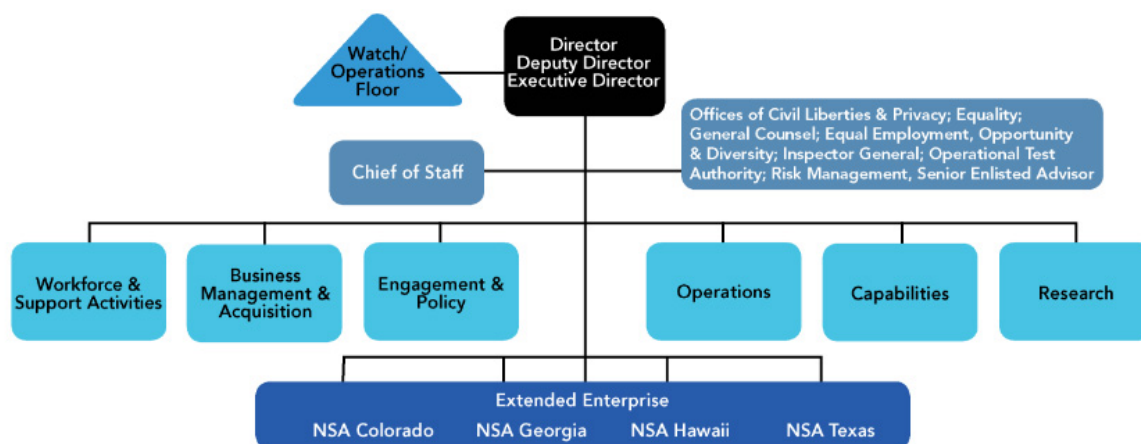 Watch/
Operations
Floor
Director
Deputy Director
Executive Director
Chief of Staff
Offices of Civil Liberties & Privacy; Equality;
General Counsel; Equal Employment, Opportunity
& Diversity; Inspector General; Operational Test
Authority; Risk Management, Senior Enlisted Advisor
Workforce &
Support Activities
Business
Management &
Acquisition
Engagement &
Policy
Operations
Capabilities
Research
Extended Enterprise
NSA Colorado NSA Georgia NSA Hawaii NSA Texas